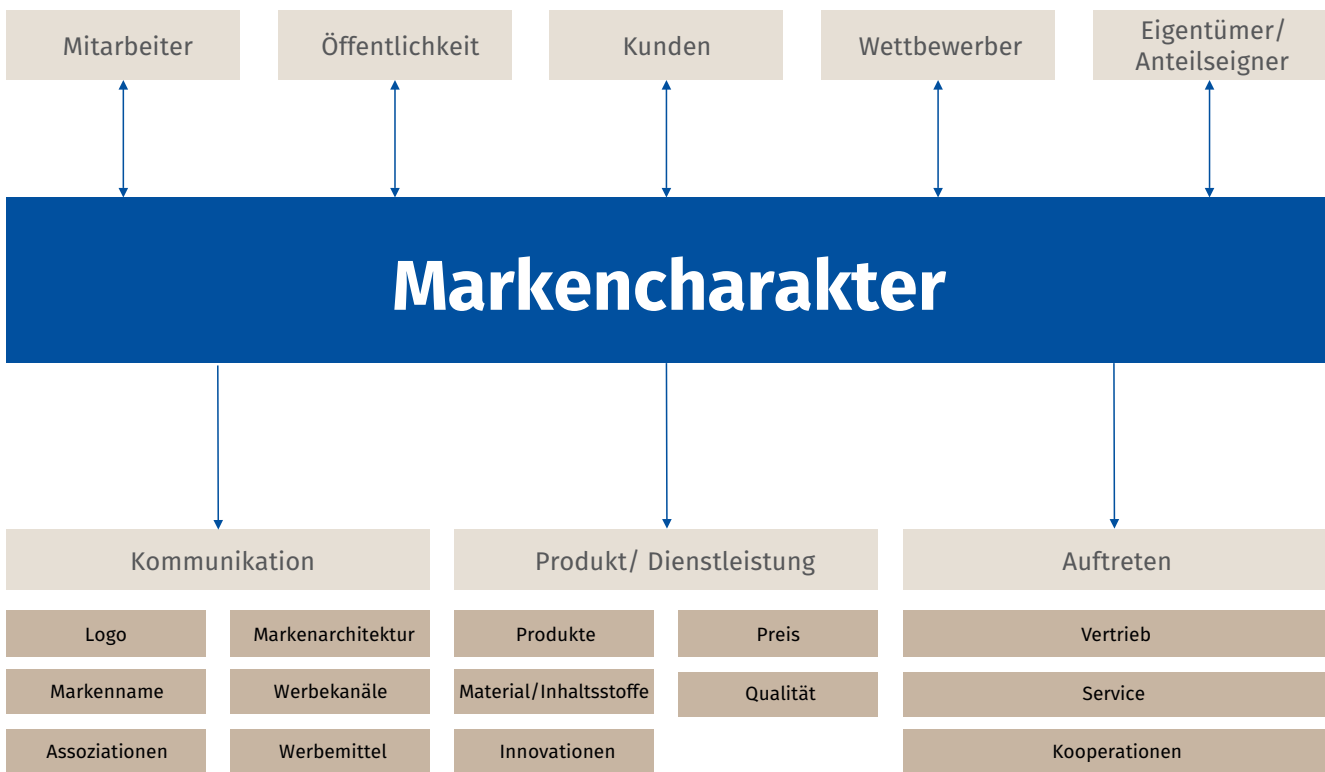 Mitarbeiter
Öffentlichkeit
Kunden
Wettbewerber
Eigentümer/
Anteilseigner
Markencharakter
Kommunikation
Produkt/ Dienstleistung
Auftreten
Logo
Markenarchitektur
Produkte
Preis
Vertrieb
Markenname
Werbekanäle
Material/Inhaltsstoffe
Qualität
Service
Assoziationen
Werbemittel
Innovationen
Kooperationen